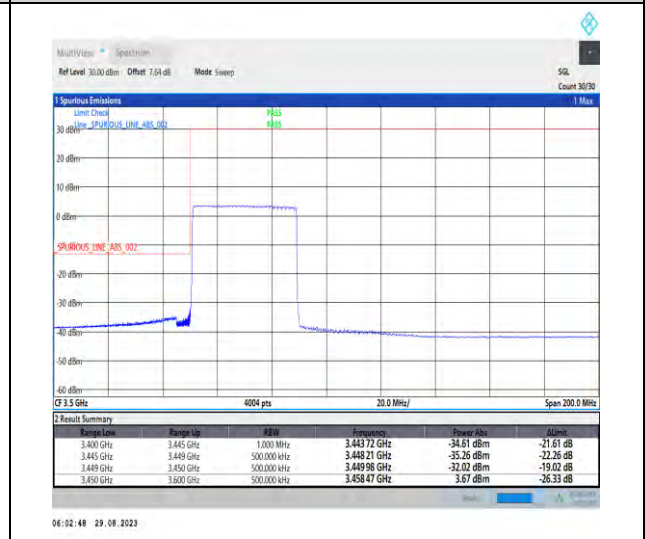 MultiView Spectrum
Ref Level 30.00 dBm Offset 7.64 dB Mode Sweep SGL
Count 30/30
1 Spurious Emissions 1 Max
Limit Check PASS
Line _SPURIOUS_LINE_ABS_002 PASS
30 dBm
20 dBm
10 dBm
0 dBm
_SPURIOUS_LINE_ABS_002
-20 dBm
-30 dBm
-40 dBm
-50 dBm
-60 dBm
CF 3.5 GHz 4004 pts 20.0 MHz/ Span 200.0 MHz
2 Result Summary
Range Low Range Up RBW Frequency Power Abs ΔLimit
3.400 GHz 3.445 GHz 1.000 MHz 3.443 72 GHz -34.61 dBm -21.61 dB
3.445 GHz 3.449 GHz 500.000 kHz 3.448 21 GHz -35.26 dBm -22.26 dB
3.449 GHz 3.450 GHz 500.000 kHz 3.449 98 GHz -32.02 dBm -19.02 dB
3.450 GHz 3.600 GHz 500.000 kHz 3.458 47 GHz 3.67 dBm -26.33 dB
06:02:48 29.08.2023